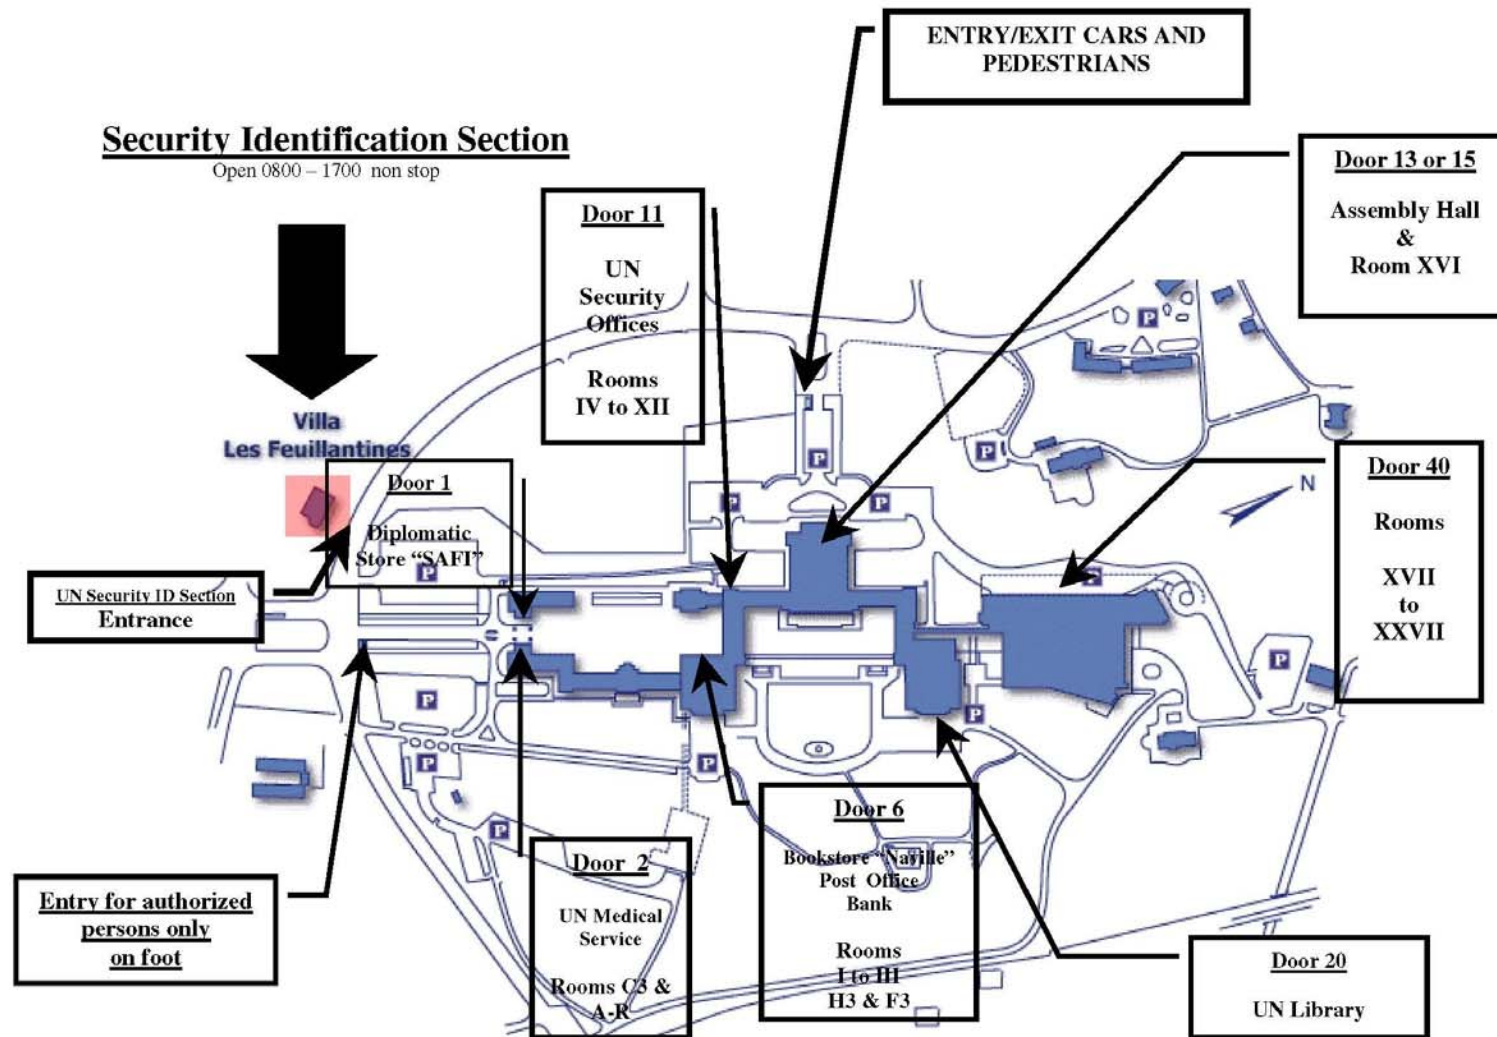 ENTRY/EXIT CARS AND
PEDESTRIANS
Security Identification Section
Open 0800 – 1700 non stop
Door 13 or 15
Assembly Hall
&
Room XVI
Door 11
UN
Security
Offices
Rooms
IV to XII
Villa
Les Feuillantines
Door 1
Diplomatic
Store “SAFI”
Door 40
Rooms
XVII
to
XXVII
N
UN Security ID Section
Entrance
P
P
P
P
P
P
P
P
P
P
P
P
P
P
Door 6
Bookstore “Naville”
Post Office
Bank
Rooms
I to III
H3 & F3
Door 2
UN Medical
Service
Rooms C3 &
A-R
Entry for authorized
persons only
on foot
Door 20
UN Library